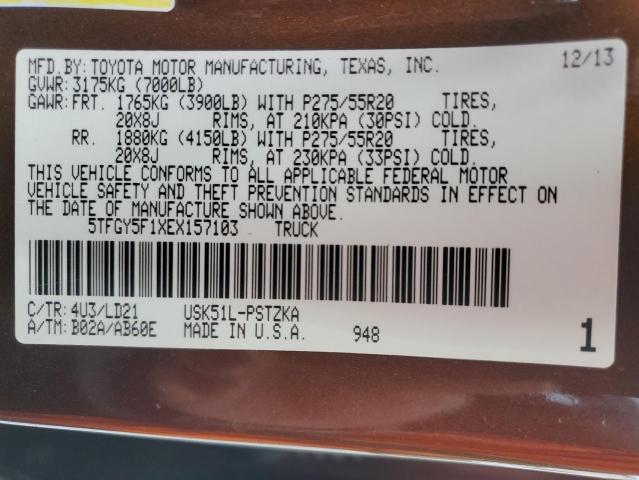 MFD.BY:TOYOTA MOTOR MANUFACTURING, TEXAS, INC. 12/13
GVWR:3175KG (7000LB)
GAWR:FRT. 1765KG (3900LB) WITH P275/55R20 TIRES,
20X8J RIMS, AT 210KPA (30PSI) COLD.
RR. 1880KG (4150LB) WITH P275/55R20 TIRES,
20X8J RIMS, AT 230KPA (33PSI) COLD.
THIS VEHICLE CONFORMS TO ALL APPLICABLE FEDERAL MOTOR
VEHICLE SAFETY AND THEFT PREVENTION STANDARDS IN EFFECT ON
THE DATE OF MANUFACTURE SHOWN ABOVE.
5TFGY5F1XEX157103 TRUCK
C/TR:4U3/LD21 USK51L-PSTZKA
A/TM:B02A/AB60E MADE IN U.S.A. 948 1